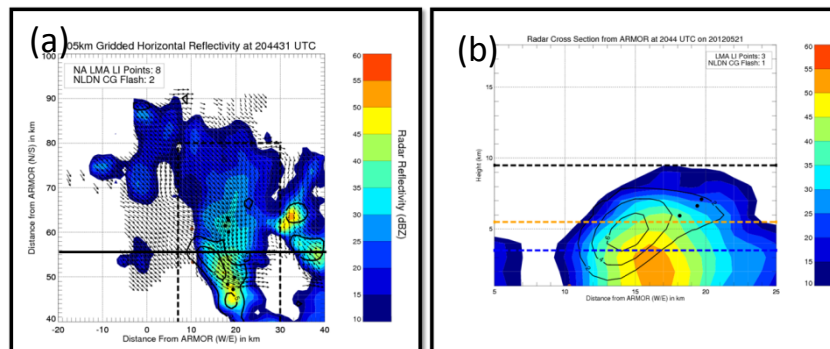 (a)
05km Gridded Horizontal Reflectivity at 204431 UTC
NA LMA LI Points: 8
NLDN CG Flash: 2
100
90
80
70
60
50
40
Distance from ARMOR (N/S) in km
-20 -10 0 10 20 30 40
Distance From ARMOR (W/E) in km
60
55
50
45
40
35
30
25
20
15
10
Radar Reflectivity (dBZ)
(b)
Radar Cross Section from ARMOR at 2044 UTC on 20120521
LMA LI Points: 3
NLDN CG Flash: 1
15
10
5
Height (km)
5 10 15 20 25
Distance from ARMOR (W/E) in km
60
55
50
45
40
35
30
25
20
15
10